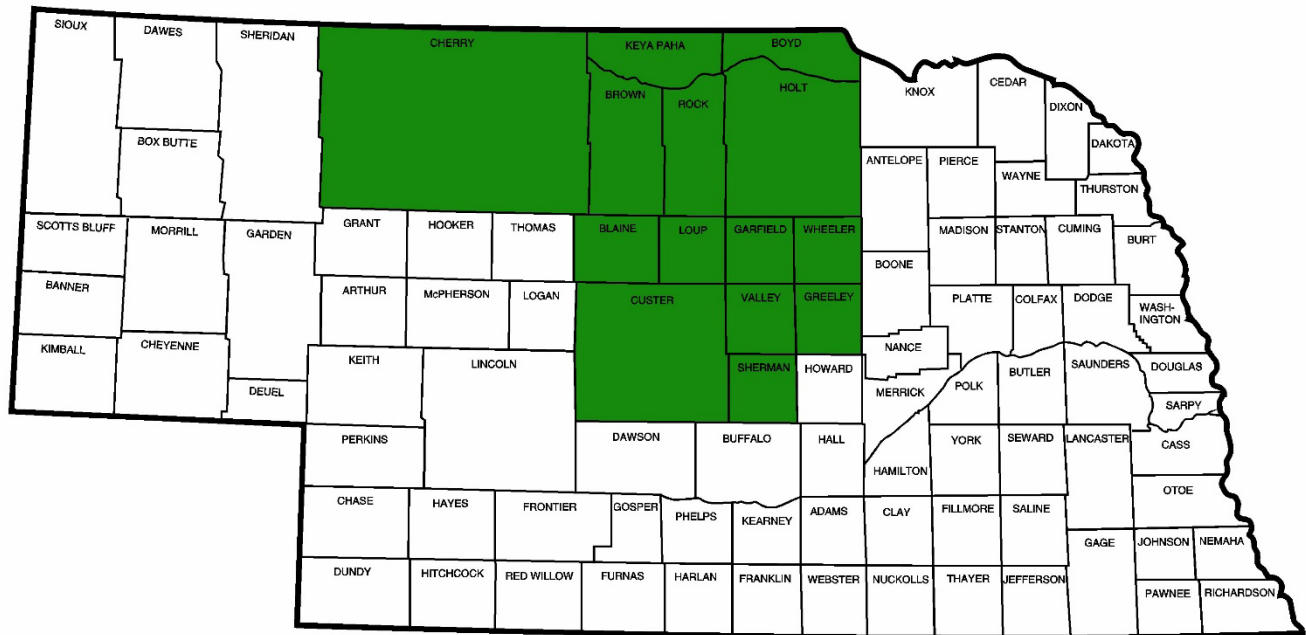 SIOUX
DAWES
SHERIDAN
CHERRY
KEYA PAHA
BOYD
BROWN
ROCK
HOLT
KNOX
CEDAR
DIXON
DAKOTA
BOX BUTTE
ANTELOPE
PIERCE
WAYNE
THURSTON
SCOTTS BLUFF
MORRILL
GARDEN
GRANT
HOOKER
THOMAS
BLAINE
LOUP
GARFIELD
WHEELER
MADISON
STANTON
CUMING
BURT
BOONE
BANNER
ARTHUR
McPHERSON
LOGAN
CUSTER
VALLEY
GREELEY
PLATTE
COLFAX
DODGE
WASH-
INGTON
KIMBALL
CHEYENNE
DEUEL
KEITH
LINCOLN
SHERMAN
HOWARD
NANCE
MERRICK
POLK
BUTLER
SAUNDERS
DOUGLAS
SARPY
PERKINS
DAWSON
BUFFALO
HALL
HAMILTON
YORK
SEWARD
LANCASTER
CASS
OTOE
CHASE
HAYES
FRONTIER
GOSPER
PHELPS
KEARNEY
ADAMS
CLAY
FILLMORE
SALINE
GAGE
JOHNSON
NEMAHA
DUNDY
HITCHCOCK
RED WILLOW
FURNAS
HARLAN
FRANKLIN
WEBSTER
NUCKOLLS
THAYER
JEFFERSON
PAWNEE
RICHARDSON